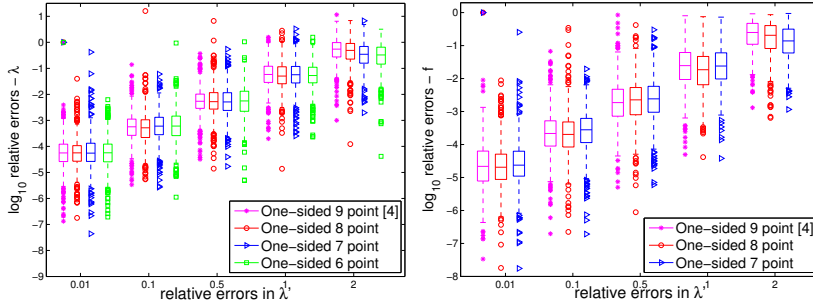 log10 relative errors − λ
1
0
−1
−2
−3
−4
−5
−6
−7
−8
−9
0.01
0.1
0.5
1
2
relative errors in λ'
One-sided 9 point [4]
One-sided 8 point
One-sided 7 point
One-sided 6 point
log10 relative errors − f
0
−1
−2
−3
−4
−5
−6
−7
−8
0.01
0.1
0.5
1
2
relative errors in λ'
One-sided 9 point [4]
One-sided 8 point
One-sided 7 point